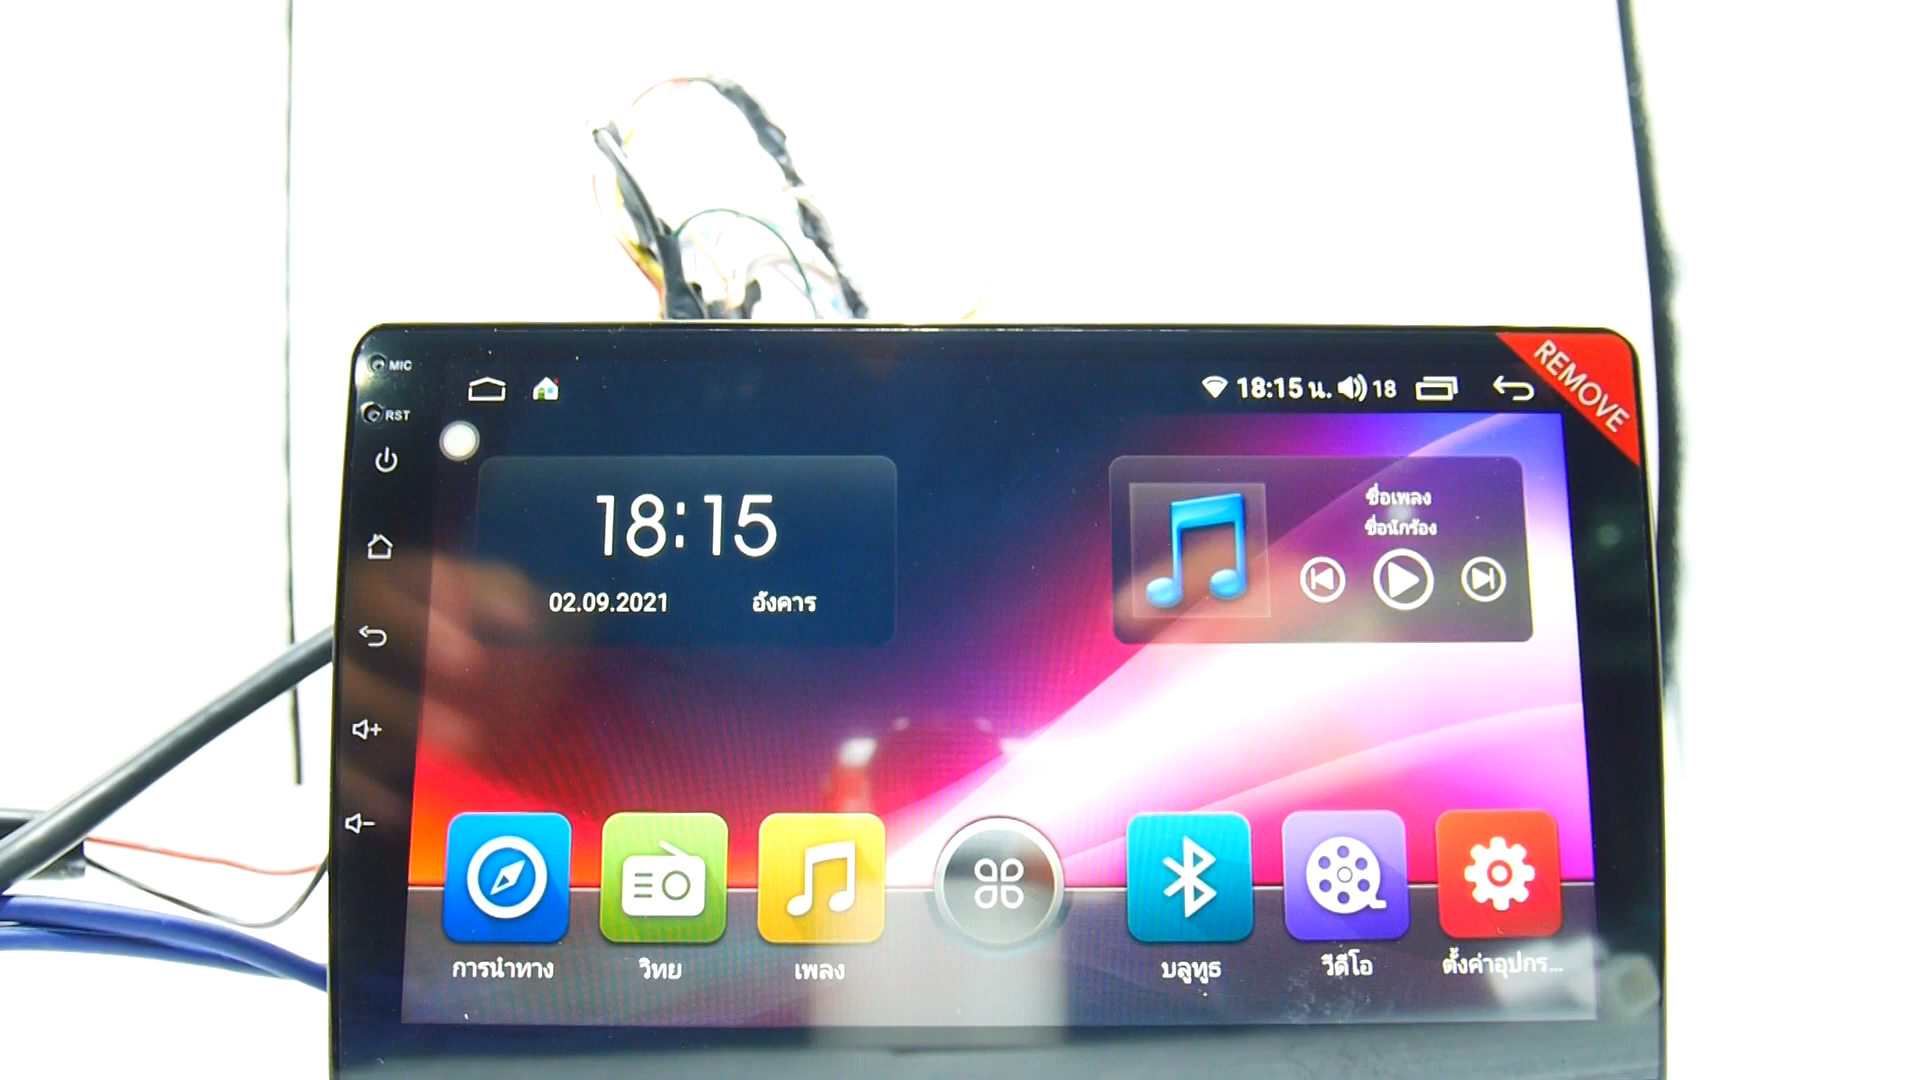 MIC
RST
18:15 น. 18
REMOVE
18:15
02.09.2021 อังคาร
ชื่อเพลง
ชื่อนักร้อง
การนำทาง
วิทยุ
เพลง
บลูทูธ
วีดีโอ
ตั้งค่าอุปกร...